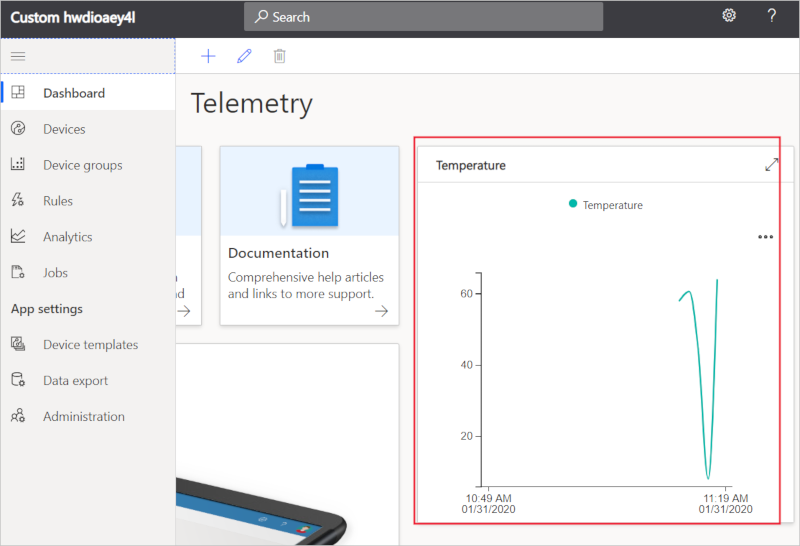 Custom hwdioaey4l
Search
?
Dashboard
Devices
Device groups
Rules
Analytics
Jobs
App settings
Device templates
Data export
Administration
Telemetry
nd
Documentation
Comprehensive help articles
and links to more support.
Temperature
Temperature
60
40
20
10:49 AM
01/31/2020
11:19 AM
01/31/2020